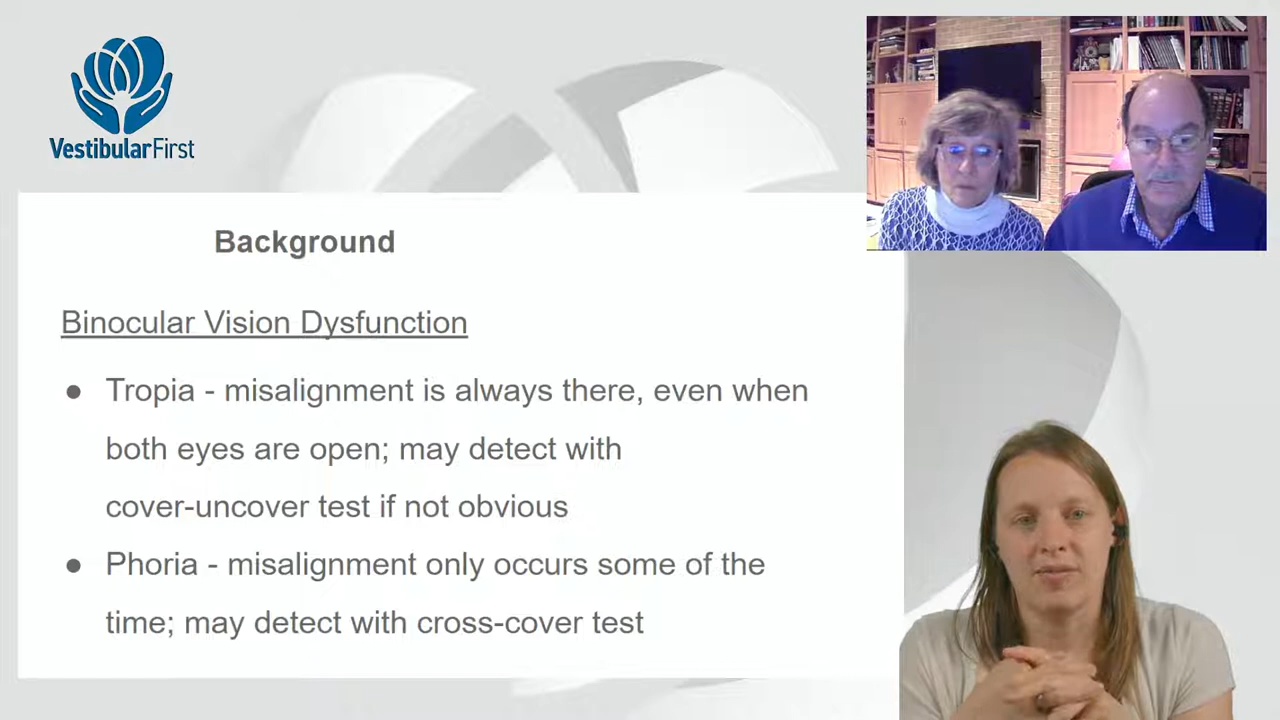 VestibularFirst
Background
Binocular Vision Dysfunction
● Tropia - misalignment is always there, even when
both eyes are open; may detect with
cover-uncover test if not obvious
● Phoria - misalignment only occurs some of the
time; may detect with cross-cover test